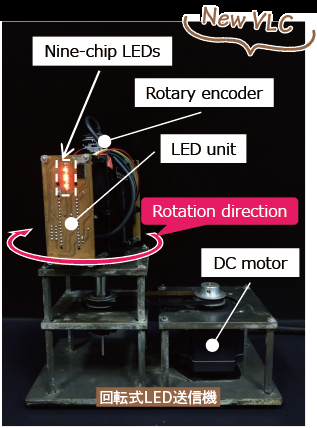 New VLC
Nine-chip LEDs
Rotary encoder
LED unit
Rotation direction
DC motor
回転式LED送信機